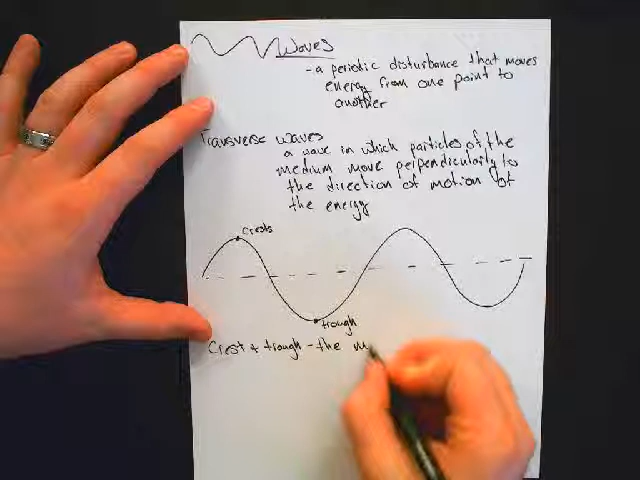 Waves
- a periodic disturbance that moves
energy from one point to
another
Transverse waves
a wave in which particles of the
medium move perpendicularly to
the direction of motion of
the energy
Crests
trough
Crest + trough - the m